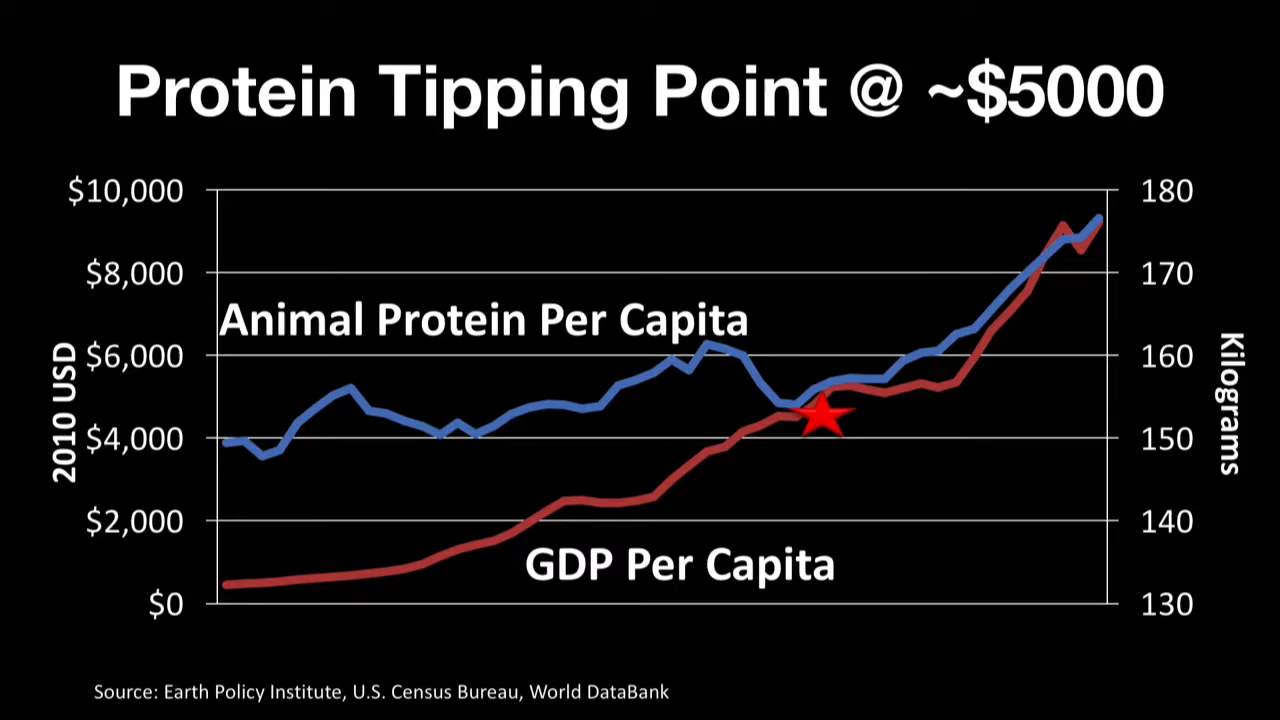 Protein Tipping Point @ ~$5000
$10,000
$8,000
$6,000
$4,000
$2,000
$0
2010 USD
Animal Protein Per Capita
GDP Per Capita
180
170
160
150
140
130
Kilograms
Source: Earth Policy Institute, U.S. Census Bureau, World DataBank